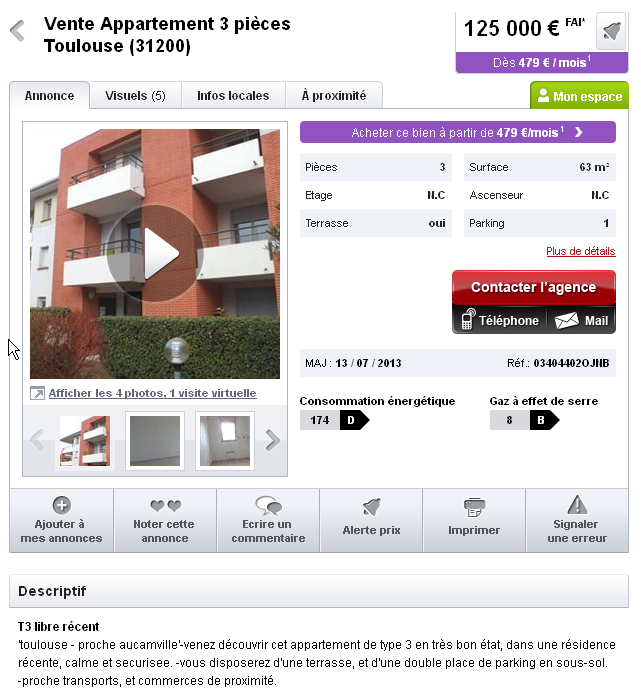 Vente Appartement 3 pièces
Toulouse (31200)
125 000 € FAI*
Dès 479 € / mois 1
Annonce
Visuels (5)
Infos locales
À proximité
Mon espace
Acheter ce bien à partir de 479 €/mois 1
Pièces 3
Surface 63 m²
Etage N.C
Ascenseur N.C
Terrasse oui
Parking 1
Plus de détails
Contacter l'agence
Téléphone
Mail
MAJ : 13 / 07 / 2013
Réf.: 03404402OJNB
Afficher les 4 photos, 1 visite virtuelle
Consommation énergétique
174 D
Gaz à effet de serre
8 B
Ajouter à
mes annonces
Noter cette
annonce
Ecrire un
commentaire
Alerte prix
Imprimer
Signaler
une erreur
Descriptif
T3 libre récent
'toulouse - proche aucamville'-venez découvrir cet appartement de type 3 en très bon état, dans une résidence
récente, calme et securisee. -vous disposerez d'une terrasse, et d'une double place de parking en sous-sol.
-proche transports, et commerces de proximité.